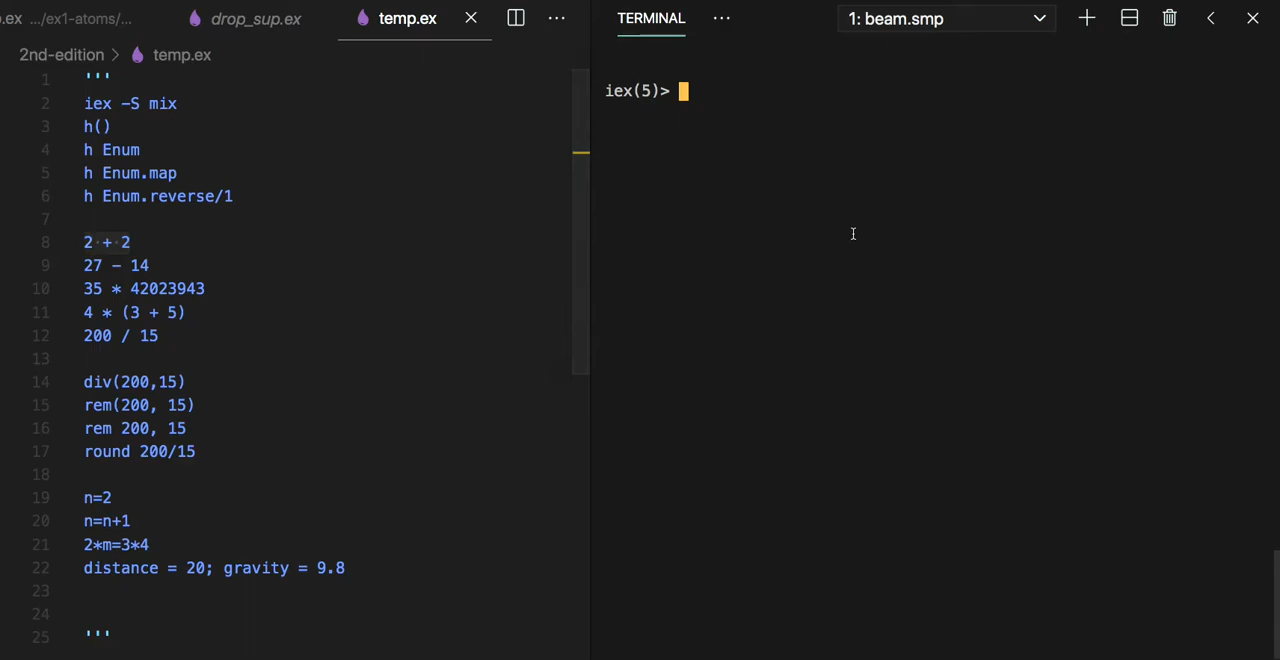 .ex .../ex1-atoms/... drop_sup.ex temp.ex
2nd-edition > temp.ex
1 '''
2 iex -S mix
3 h()
4 h Enum
5 h Enum.map
6 h Enum.reverse/1
7
8 2 + 2
9 27 - 14
10 35 * 42023943
11 4 * (3 + 5)
12 200 / 15
13
14 div(200,15)
15 rem(200, 15)
16 rem 200, 15
17 round 200/15
18
19 n=2
20 n=n+1
21 2*m=3*4
22 distance = 20; gravity = 9.8
23
24
25 '''
TERMINAL ... 1: beam.smp
iex(5)>